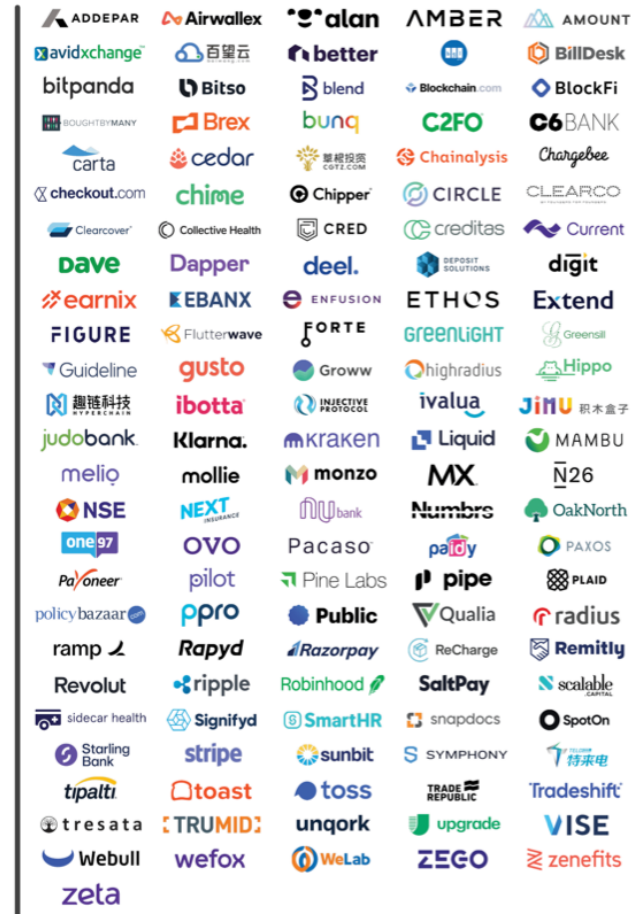 ADDEPAR Airwallex alan AMBER AMOUNT
avidxchange 百望云 better BillDesk
bitpanda Bitso blend Blockchain.com BlockFi
BOUGHTBYMANY Brex bunq C2FO C6BANK
carta cedar 草根投资 CGTZ.COM Chainalysis Chargebee
checkout.com chime Chipper CIRCLE CLEARCO
Clearcover Collective Health CRED creditas Current
Dave Dapper deel. DEPOSIT SOLUTIONS digit
earnix EBANX ENFUSION ETHOS Extend
FIGURE Flutterwave FORTE GREENLIGHT Greensill
Guideline gusto Groww highradius Hippo
趣链科技 HYPERCHAIN ibotta INJECTIVE PROTOCOL ivalua JIMU 积木盒子
judobank Klarna. kraken Liquid MAMBU
melio mollie monzo MX N26
NSE NEXT INSURANCE NU bank Numbrs OakNorth
one97 OVO Pacaso paidy PAXOS
Payoneer pilot Pine Labs pipe PLAID
policybazaar.com PPRO Public Qualia radius
ramp Rapyd Razorpay ReCharge Remitly
Revolut ripple Robinhood SaltPay scalable CAPITAL
sidecar health Signifyd SmartHR snapdocs SpotOn
Starling Bank stripe sunbit SYMPHONY 特来电
tipalti toast toss TRADE REPUBLIC Tradeshift
tresata TRUMID unqork upgrade VISE
Webull wefox WeLab ZEGO zenefits
zeta